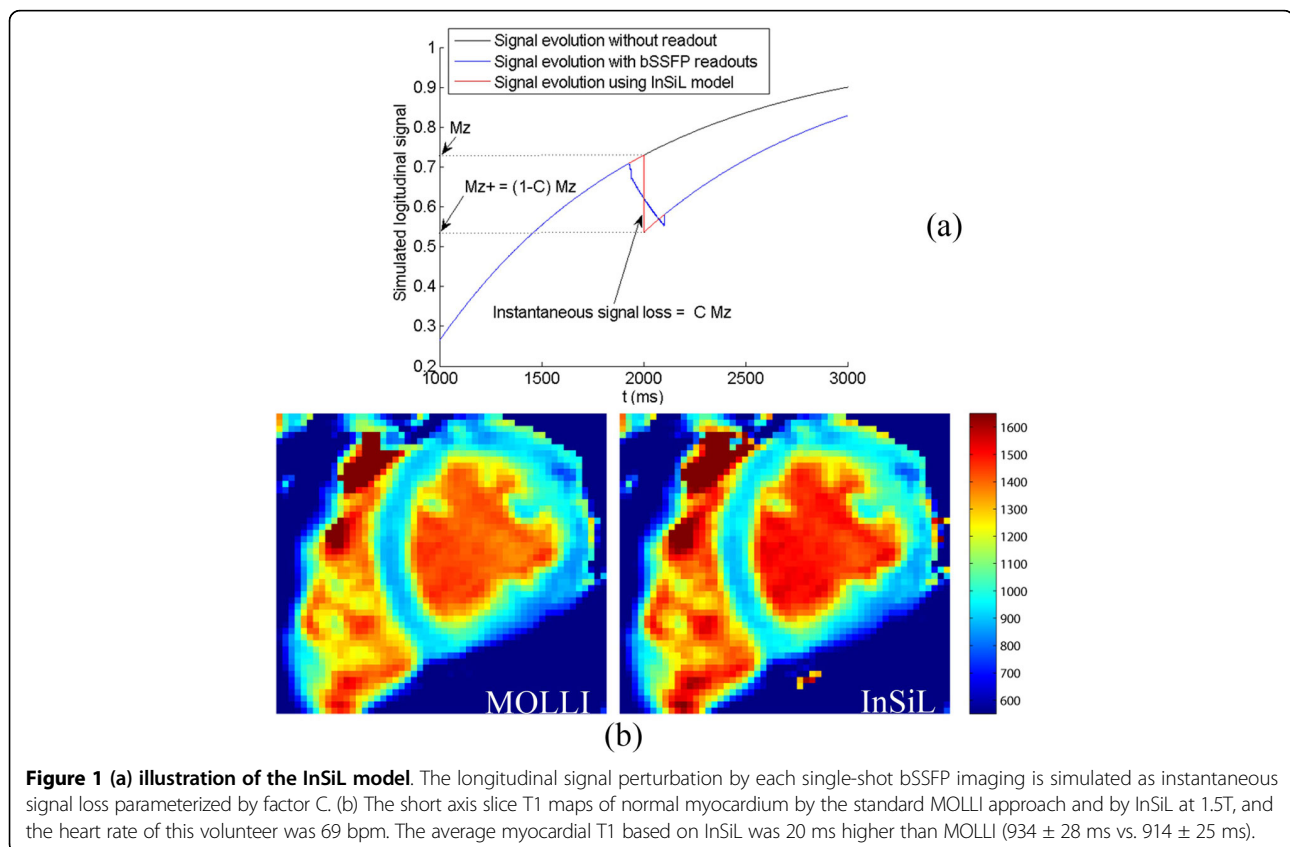 Signal evolution without readout
Signal evolution with bSSFP readouts
Signal evolution using InSiL model
1
0.9
0.8
0.7
0.6
0.5
0.4
0.3
0.2
Simulated logitudinal signal
Mz
Mz+ = (1-C) Mz
Instantaneous signal loss = C Mz
(a)
1000
1500
2000
2500
3000
t (ms)
MOLLI
InSiL
1600
1500
1400
1300
1200
1100
1000
900
800
700
600
(b)
Figure 1 (a) illustration of the InSiL model. The longitudinal signal perturbation by each single-shot bSSFP imaging is simulated as instantaneous
signal loss parameterized by factor C. (b) The short axis slice T1 maps of normal myocardium by the standard MOLLI approach and by InSiL at 1.5T, and
the heart rate of this volunteer was 69 bpm. The average myocardial T1 based on InSiL was 20 ms higher than MOLLI (934 ± 28 ms vs. 914 ± 25 ms).